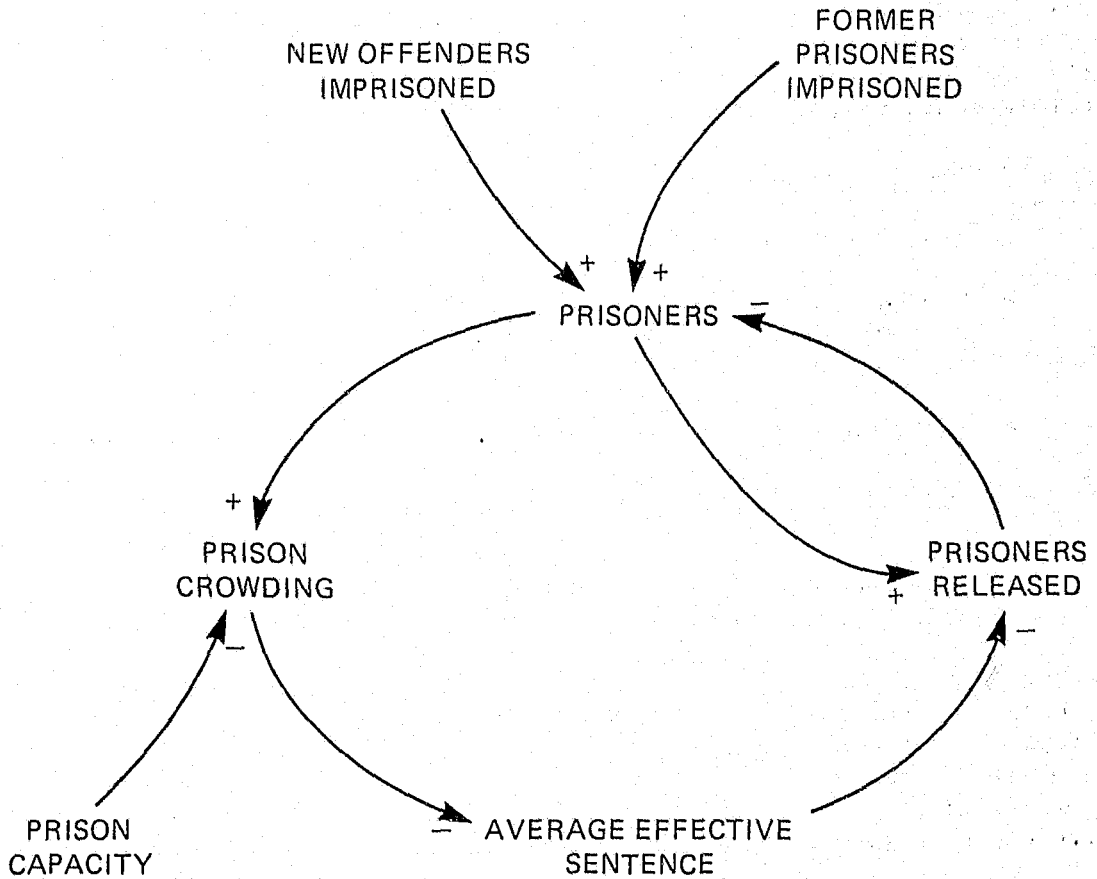 FORMER
PRISONERS
IMPRISONED
NEW OFFENDERS
IMPRISONED
+
+
PRISONERS
−
+
PRISON
CROWDING
−
PRISONERS
RELEASED
+
−
PRISON
CAPACITY
−
AVERAGE EFFECTIVE
SENTENCE